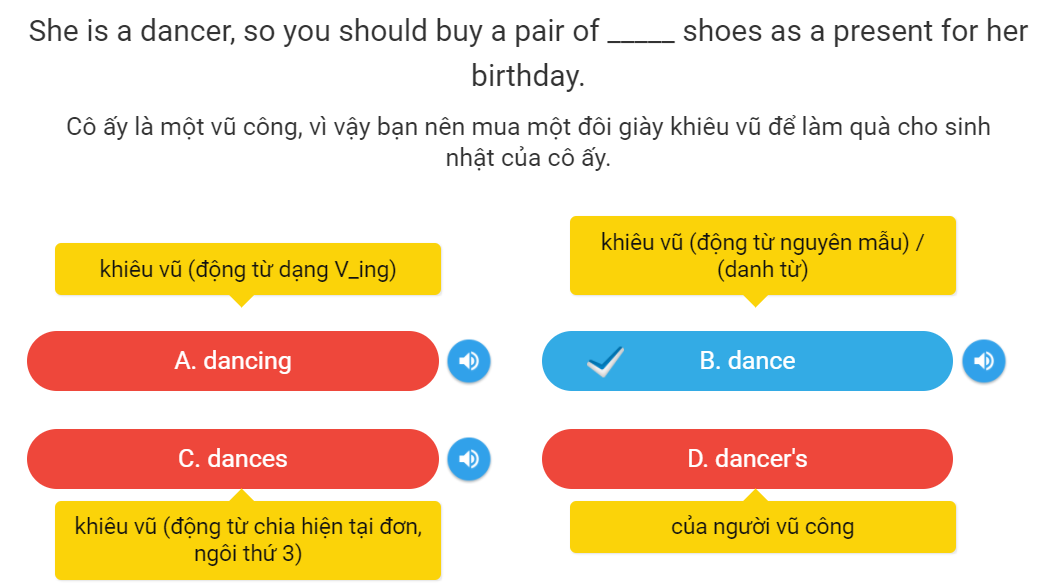 She is a dancer, so you should buy a pair of _____ shoes as a present for her
birthday.
Cô ấy là một vũ công, vì vậy bạn nên mua một đôi giày khiêu vũ để làm quà cho sinh
nhật của cô ấy.
khiêu vũ (động từ dạng V_ing)
khiêu vũ (động từ nguyên mẫu) /
(danh từ)
A. dancing
B. dance
C. dances
D. dancer's
khiêu vũ (động từ chia hiện tại đơn,
ngôi thứ 3)
của người vũ công